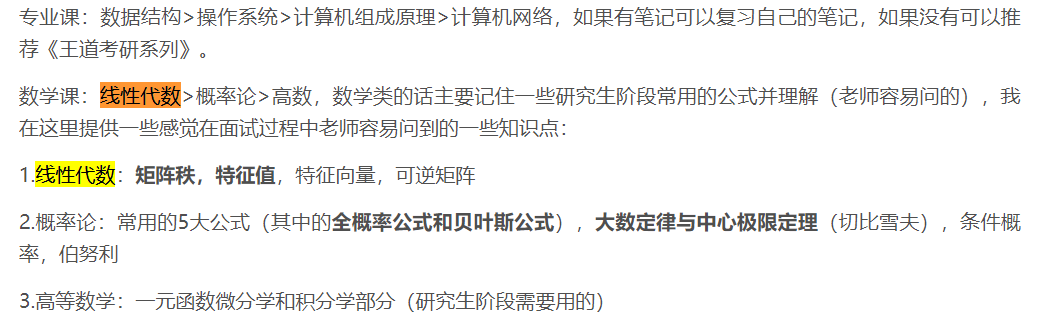 专业课：数据结构>操作系统>计算机组成原理>计算机网络，如果有笔记可以复习自己的笔记，如果没有可以推
荐《王道考研系列》。
数学课：线性代数>概率论>高数，数学类的话主要记住一些研究生阶段常用的公式并理解（老师容易问的），我
在这里提供一些感觉在面试过程中老师容易问到的一些知识点：
1.线性代数：矩阵秩，特征值，特征向量，可逆矩阵
2.概率论：常用的5大公式（其中的全概率公式和贝叶斯公式），大数定律与中心极限定理（切比雪夫），条件概
率，伯努利
3.高等数学：一元函数微分学和积分学部分（研究生阶段需要用的）